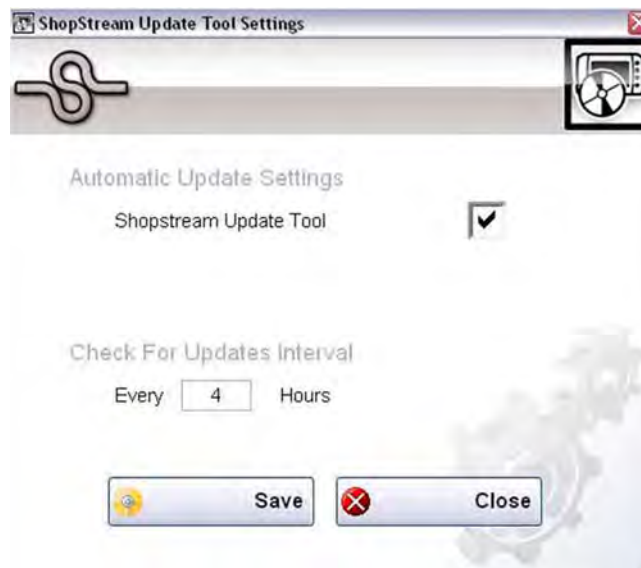 ShopStream Update Tool Settings
Automatic Update Settings
Shopstream Update Tool
Check For Updates Interval
Every 4 Hours
Save Close